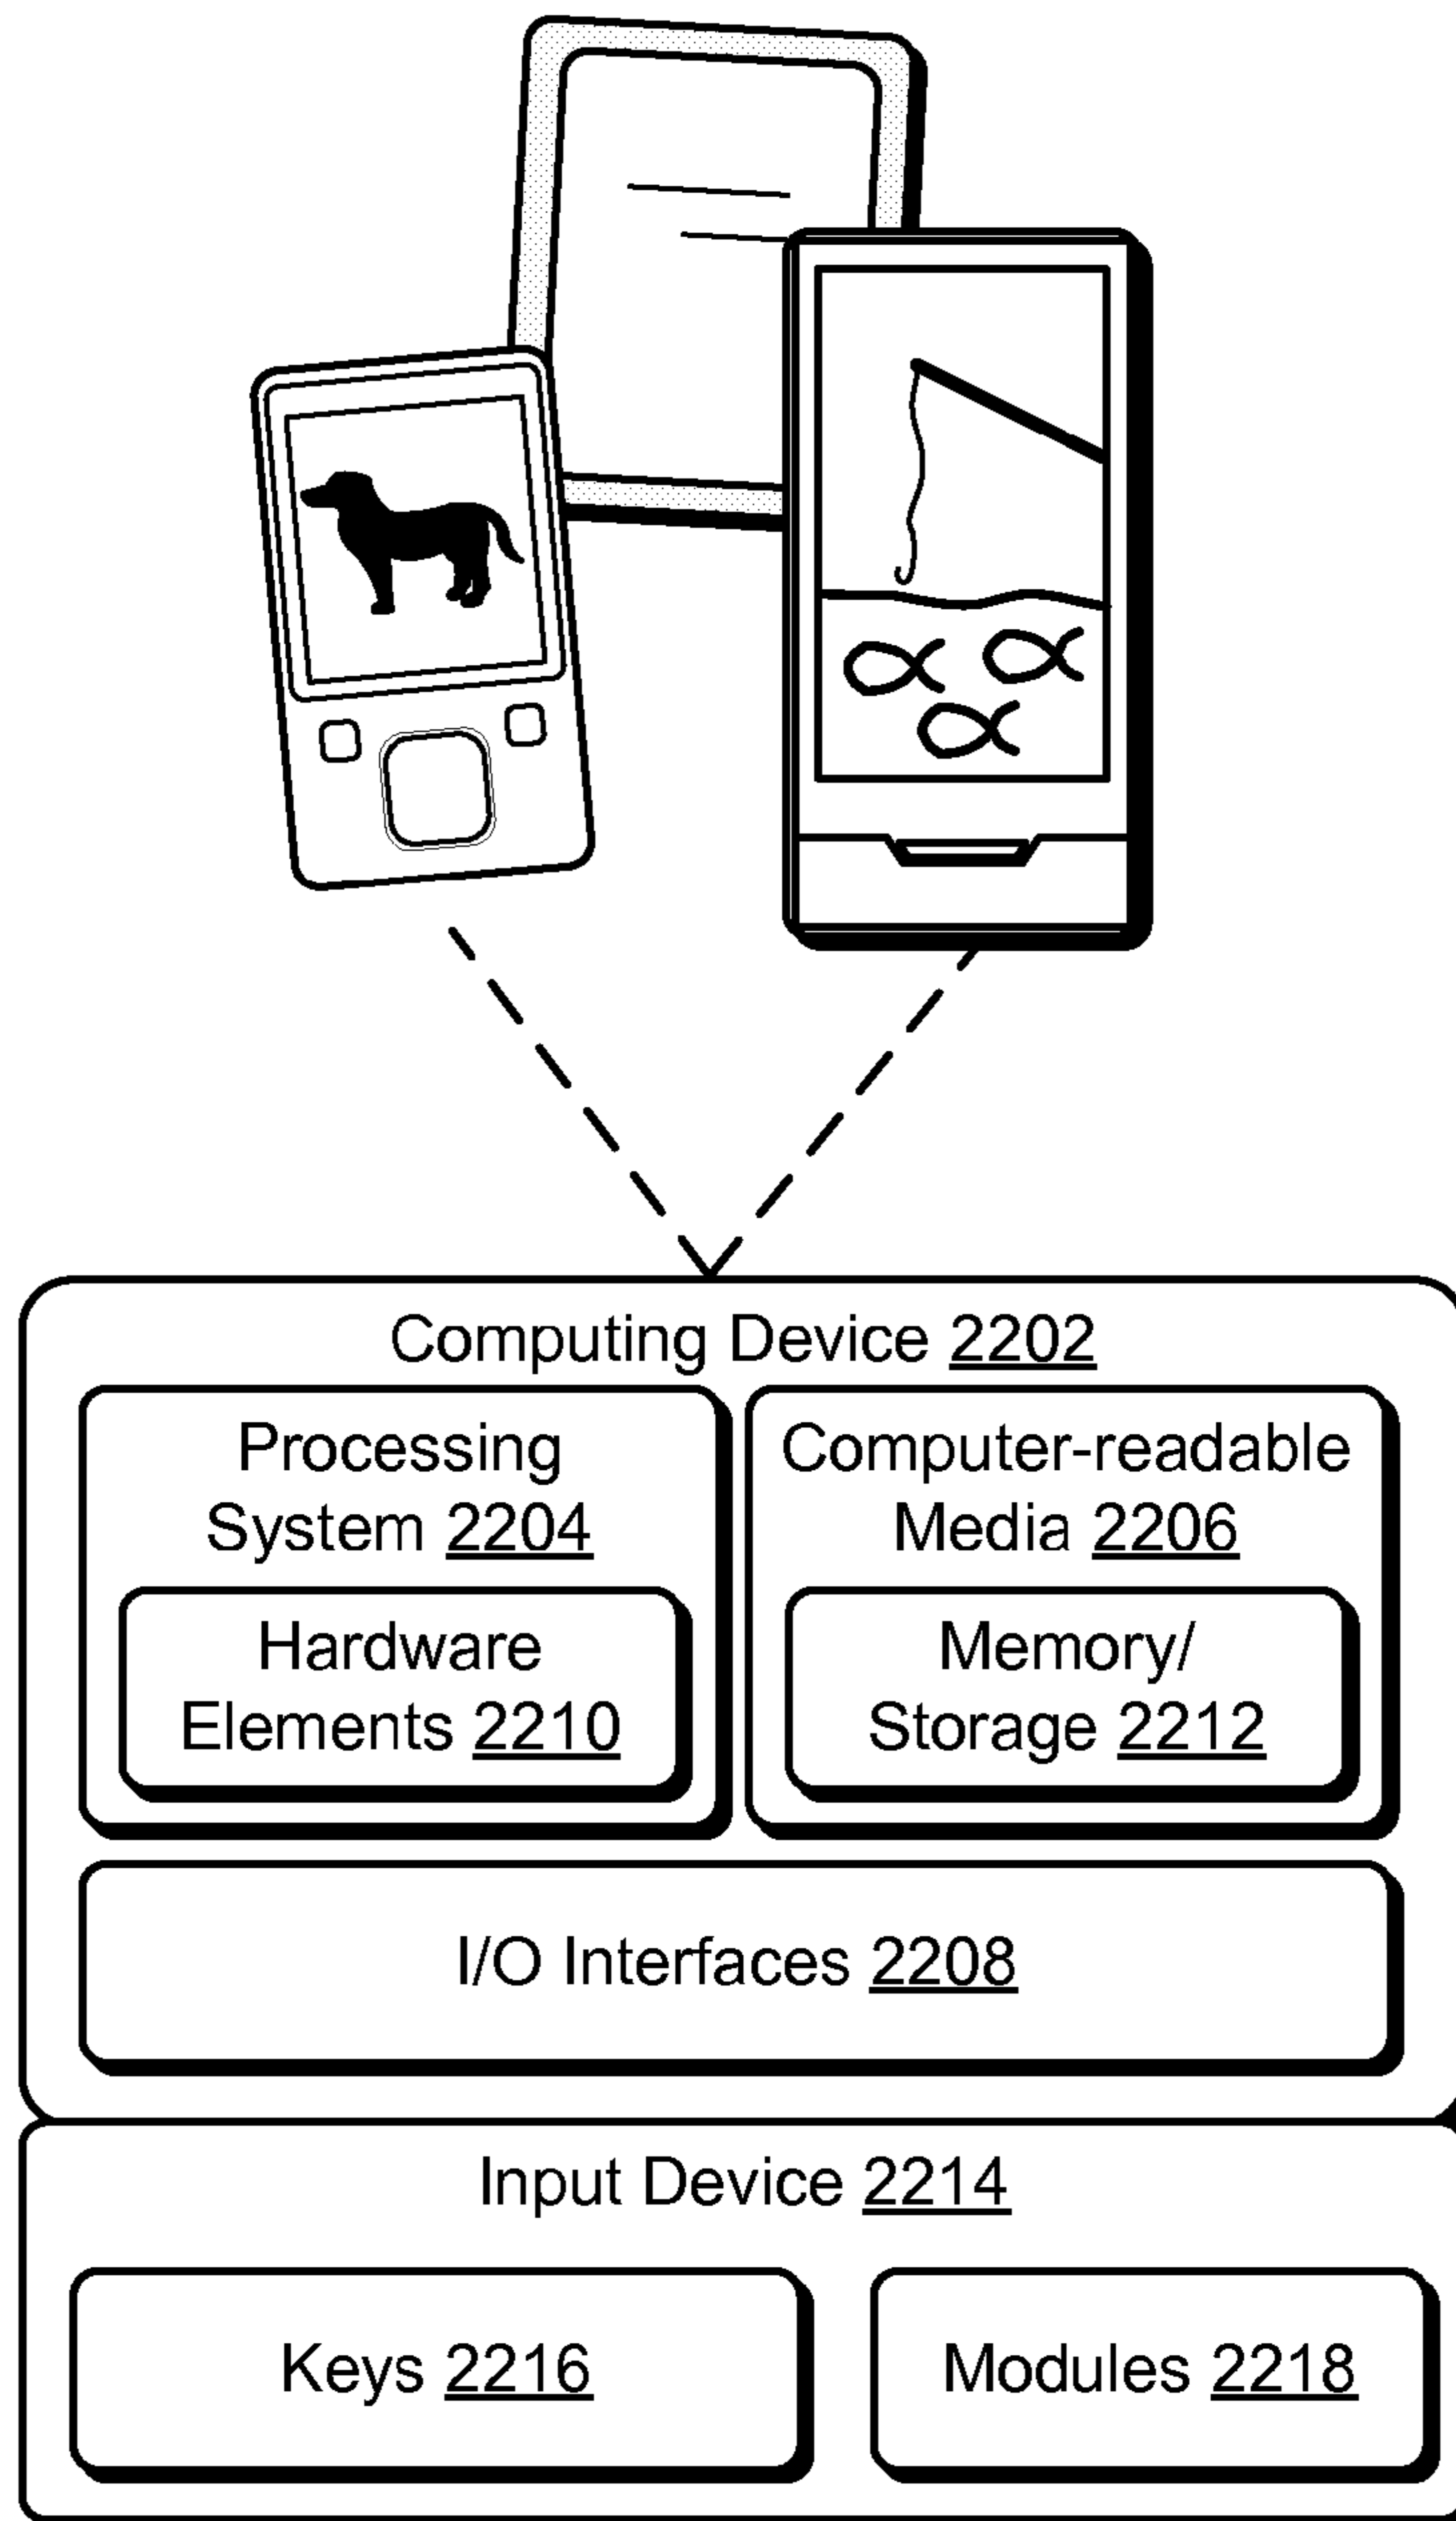 Computing Device 2202
Processing
System 2204
Hardware
Elements 2210
Computer-readable
Media 2206
Memory/
Storage 2212
I/O Interfaces 2208
Input Device 2214
Keys 2216
Modules 2218